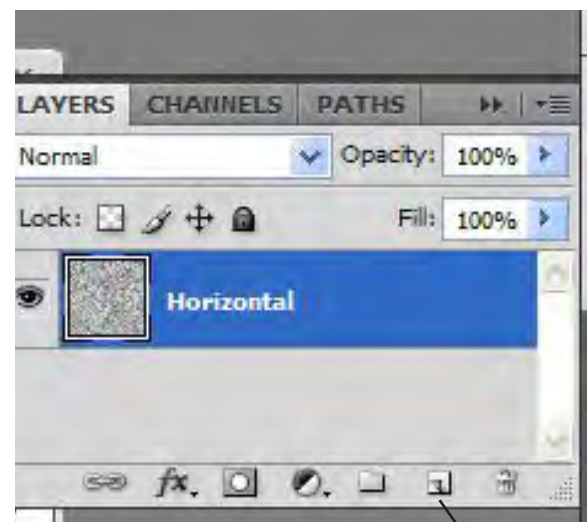 LAYERS CHANNELS PATHS
Normal Opacity: 100%
Lock: Fill: 100%
Horizontal
fx.